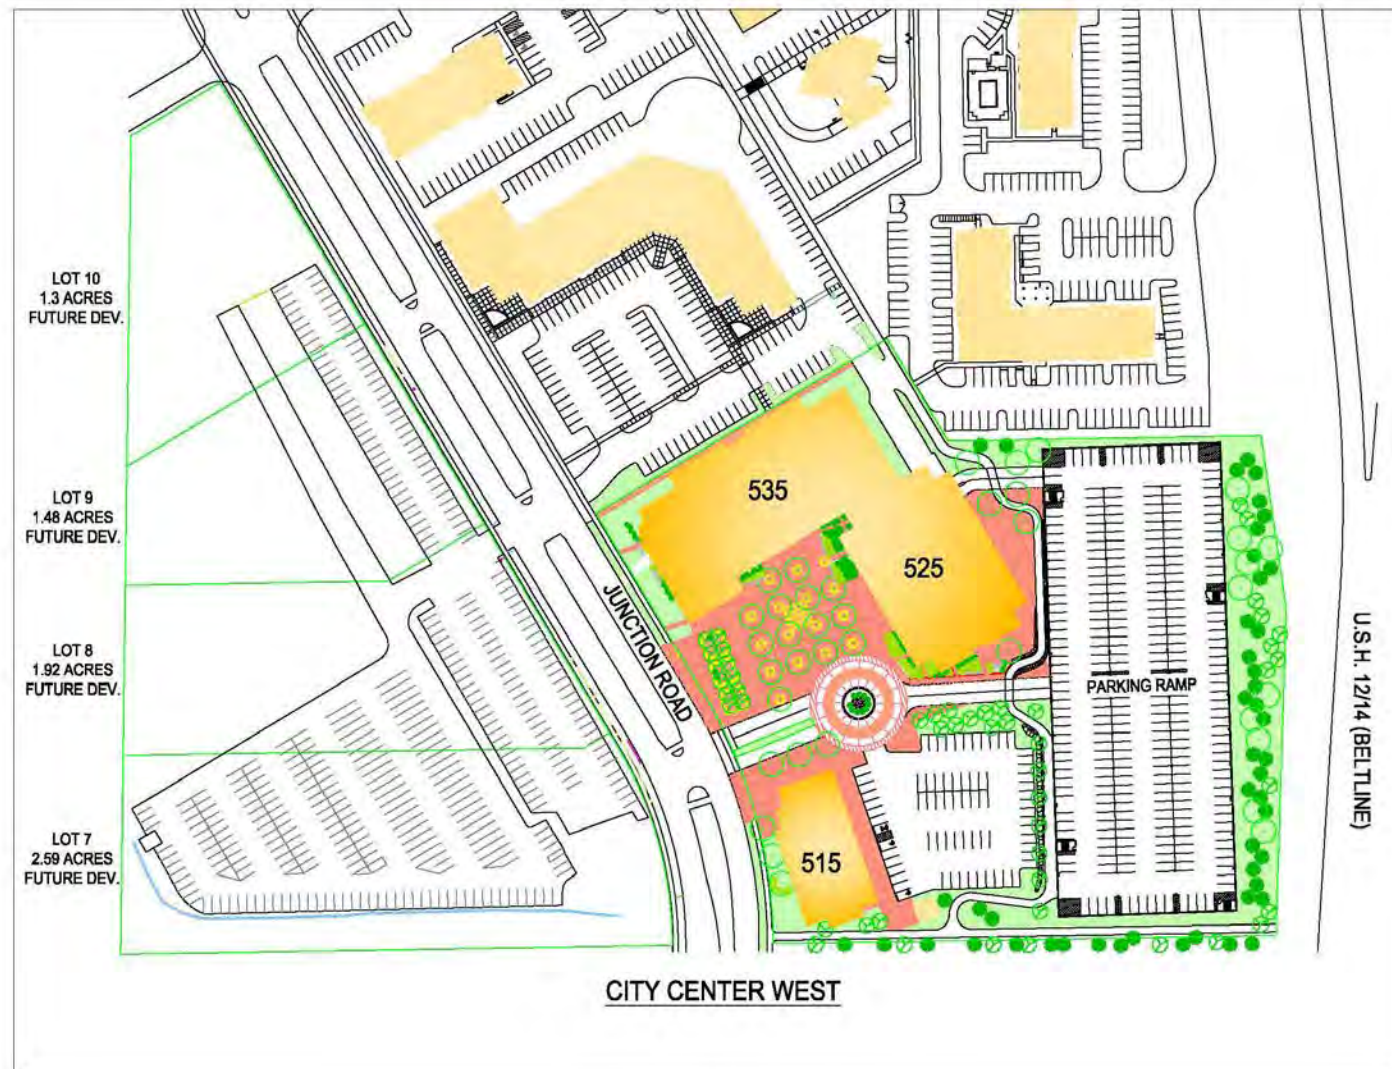 LOT 10
1.3 ACRES
FUTURE DEV.
LOT 9
1.48 ACRES
FUTURE DEV.
LOT 8
1.92 ACRES
FUTURE DEV.
LOT 7
2.59 ACRES
FUTURE DEV.
535
525
515
JUNCTION ROAD
PARKING RAMP
U.S.H. 12/14 (BELTLINE)
CITY CENTER WEST